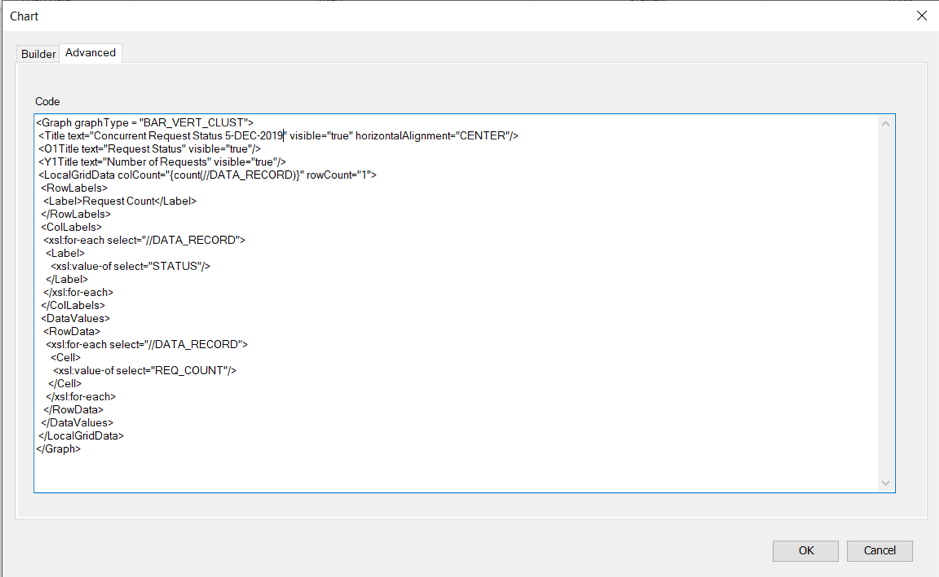 Chart
Builder Advanced
Code
<Graph graphType = "BAR_VERT_CLUST">
<Title text="Concurrent Request Status 5-DEC-2019" visible="true" horizontalAlignment="CENTER"/>
<O1Title text="Request Status" visible="true"/>
<Y1Title text="Number of Requests" visible="true"/>
<LocalGridData colCount="{count(//DATA_RECORD)}" rowCount="1">
<RowLabels>
<Label>Request Count</Label>
</RowLabels>
<ColLabels>
<xsl:for-each select="//DATA_RECORD">
<Label>
<xsl:value-of select="STATUS"/>
</Label>
</xsl:for-each>
</ColLabels>
<DataValues>
<RowData>
<xsl:for-each select="//DATA_RECORD">
<Cell>
<xsl:value-of select="REQ_COUNT"/>
</Cell>
</xsl:for-each>
</RowData>
</DataValues>
</LocalGridData>
</Graph>
OK Cancel